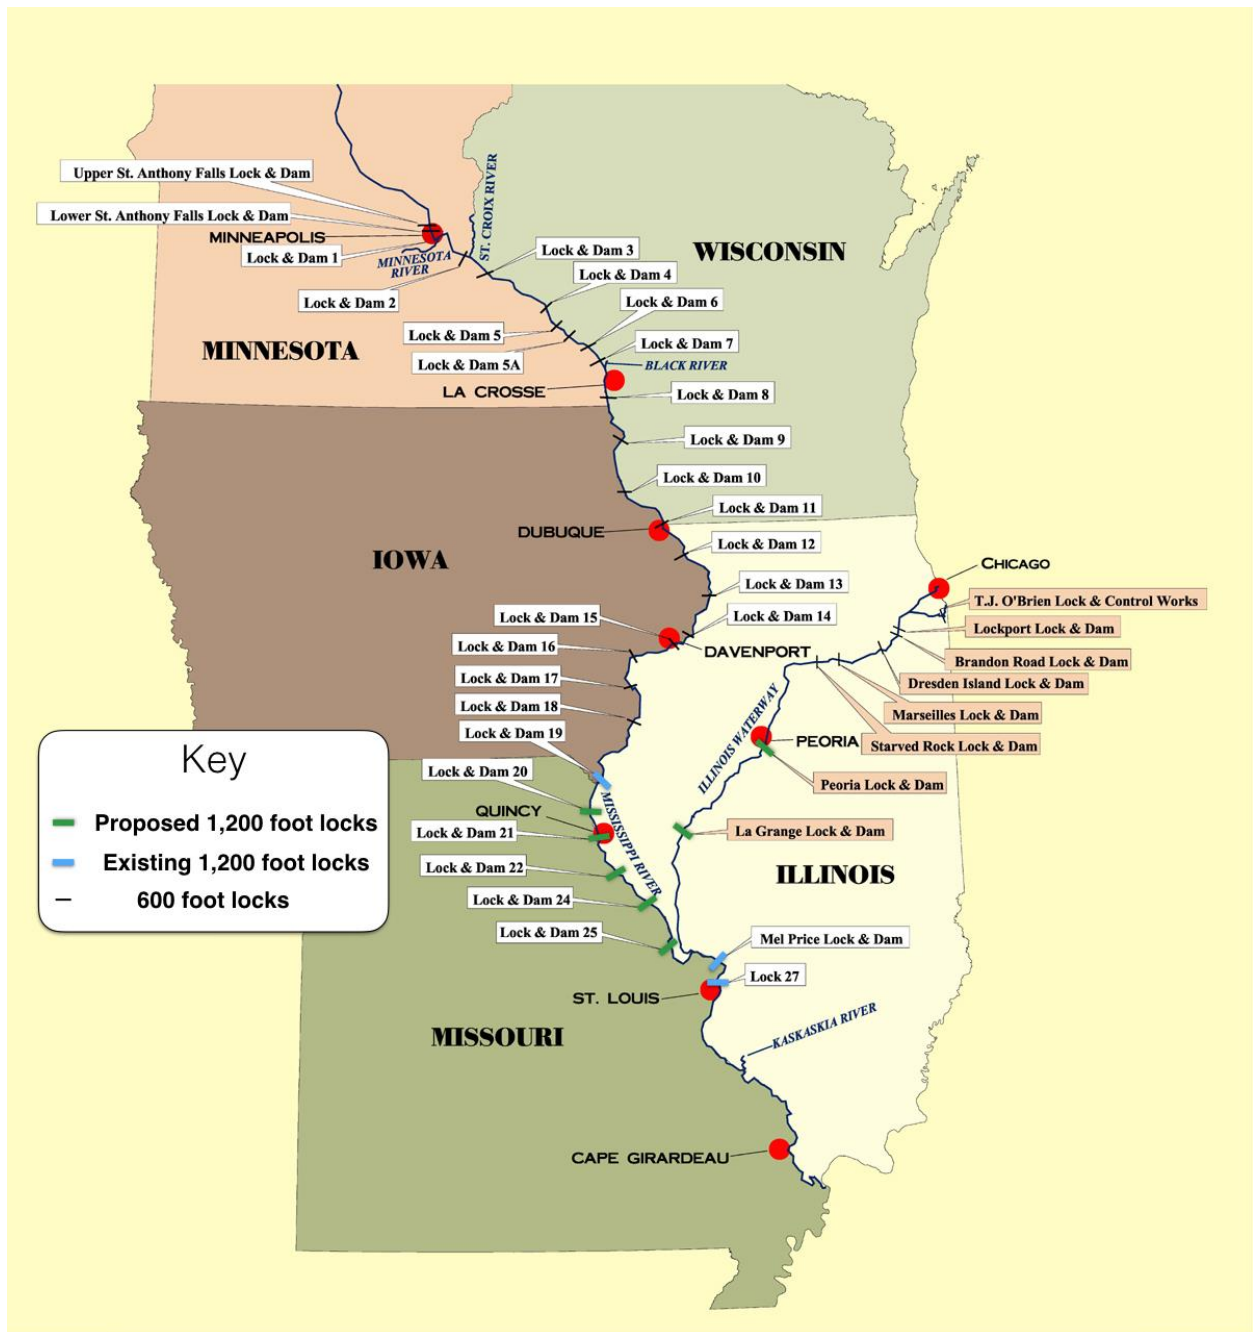 Upper St. Anthony Falls Lock & Dam
Lower St. Anthony Falls Lock & Dam
MINNEAPOLIS
Lock & Dam 1
MINNESOTA
RIVER
ST. CROIX RIVER
Lock & Dam 2
Lock & Dam 3
WISCONSIN
Lock & Dam 4
Lock & Dam 6
Lock & Dam 5
MINNESOTA
Lock & Dam 7
Lock & Dam 5A
BLACK RIVER
LA CROSSE
Lock & Dam 8
Lock & Dam 9
Lock & Dam 10
Lock & Dam 11
DUBUQUE
Lock & Dam 12
IOWA
CHICAGO
Lock & Dam 13
T.J. O'Brien Lock & Control Works
Lock & Dam 15
Lock & Dam 14
Lockport Lock & Dam
Lock & Dam 16
DAVENPORT
Brandon Road Lock & Dam
Lock & Dam 17
Dresden Island Lock & Dam
Lock & Dam 18
ILLINOIS WATERWAY
Marseilles Lock & Dam
Lock & Dam 19
PEORIA
Starved Rock Lock & Dam
Key
Proposed 1,200 foot locks
Existing 1,200 foot locks
600 foot locks
Lock & Dam 20
Peoria Lock & Dam
QUINCY
MISSISSIPPI RIVER
Lock & Dam 21
La Grange Lock & Dam
Lock & Dam 22
ILLINOIS
Lock & Dam 24
Lock & Dam 25
Mel Price Lock & Dam
Lock 27
ST. LOUIS
MISSOURI
KASKASKIA RIVER
CAPE GIRARDEAU